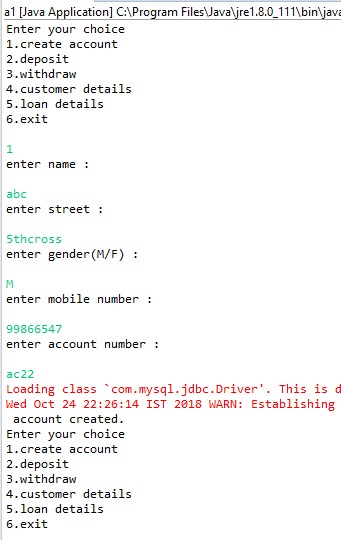 a1 [Java Application] C:\Program Files\Java\jre1.8.0_111\bin\java
Enter your choice
1.create account
2.deposit
3.withdraw
4.customer details
5.loan details
6.exit
1
enter name :
abc
enter street :
5thcross
enter gender(M/F) :
M
enter mobile number :
99866547
enter account number :
ac22
Loading class `com.mysql.jdbc.Driver'. This is d
Wed Oct 24 22:26:14 IST 2018 WARN: Establishing
account created.
Enter your choice
1.create account
2.deposit
3.withdraw
4.customer details
5.loan details
6.exit